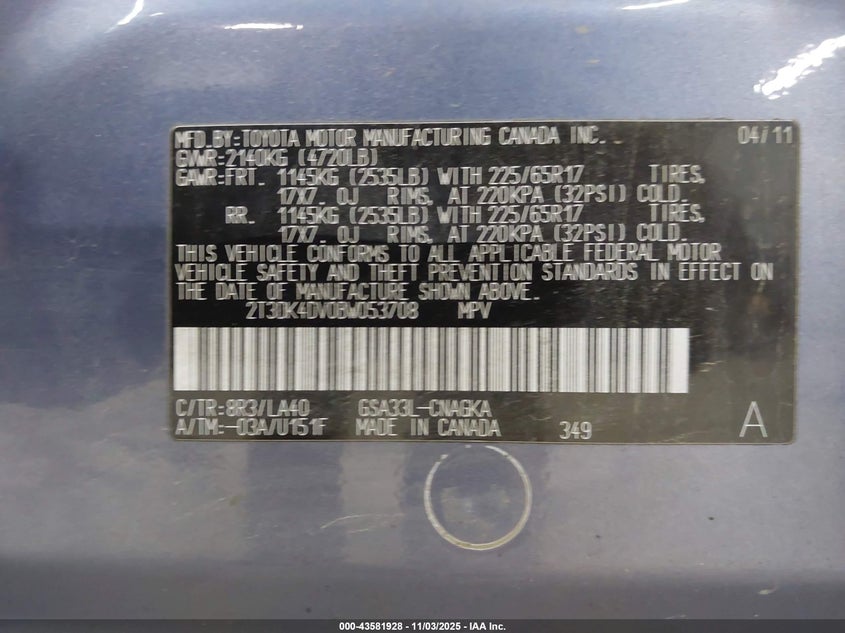 MFD.BY:TOYOTA MOTOR MANUFACTURING CANADA INC. 04/11
GVWR:2140KG (4720LB)
GAWR:FRT. 1145KG (2535LB) WITH 225/65R17 TIRES,
17X7.0J RIMS, AT 220KPA (32PSI) COLD.
RR. 1145KG (2535LB) WITH 225/65R17 TIRES,
17X7.0J RIMS, AT 220KPA (32PSI) COLD.
THIS VEHICLE CONFORMS TO ALL APPLICABLE FEDERAL MOTOR
VEHICLE SAFETY AND THEFT PREVENTION STANDARDS IN EFFECT ON
THE DATE OF MANUFACTURE SHOWN ABOVE.
2T3DK4DV0BW053708 MPV
C/TR:8R3/LA40 GSA33L-CNAGKA
A/TM:-03A/U151F MADE IN CANADA 349 A
000-43581928 - 11/03/2025 - IAA Inc.